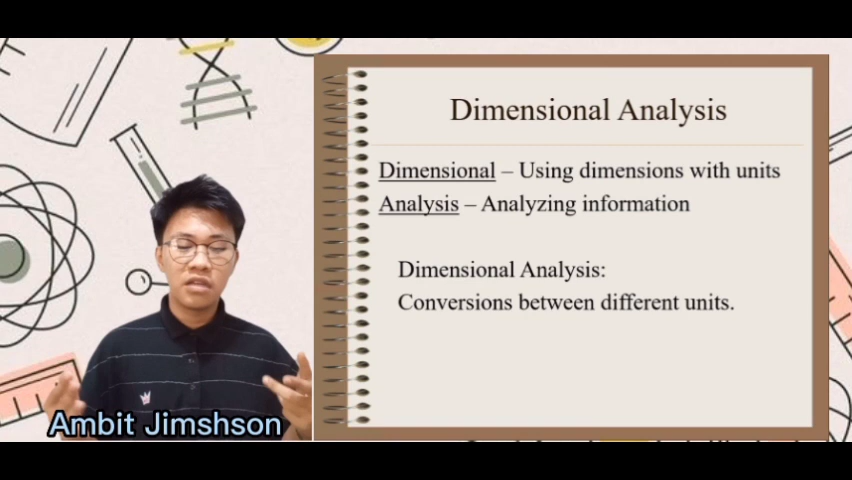 Dimensional Analysis
Dimensional – Using dimensions with units
Analysis – Analyzing information
Dimensional Analysis:
Conversions between different units.
Ambit Jimshson